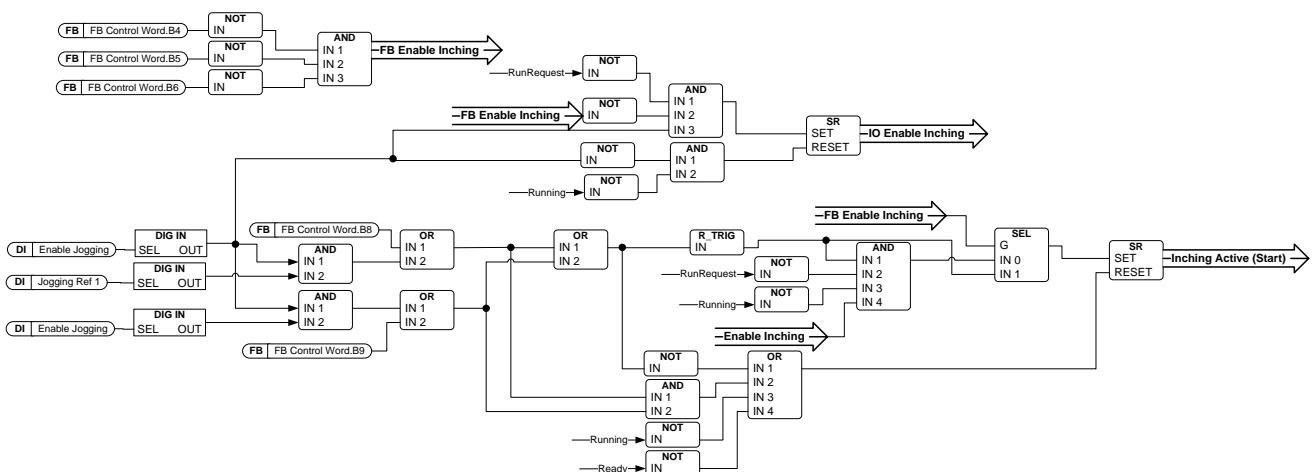 NOT
FB FB Control Word.B4
IN
AND
IN 1
IN 2
IN 3
FB Enable Inching
NOT
FB FB Control Word.B5
IN
NOT
FB FB Control Word.B6
IN
NOT
RunRequest
IN
FB Enable Inching
NOT
IN
AND
IN 1
IN 2
IN 3
SR
SET
RESET
IO Enable Inching
NOT
IN
AND
IN 1
IN 2
Running
NOT
IN
FB Enable Inching
DI Enable Jogging
DIG IN
SEL OUT
FB FB Control Word.B8
AND
IN 1
IN 2
OR
IN 1
IN 2
OR
IN 1
IN 2
R_TRIG
IN
AND
IN 1
IN 2
IN 3
IN 4
SEL
G
IN 0
IN 1
SR
SET
RESET
Inching Active (Start)
DI Jogging Ref 1
DIG IN
SEL OUT
RunRequest
NOT
IN
Running
NOT
IN
Enable Inching
DI Enable Jogging
DIG IN
SEL OUT
AND
IN 1
IN 2
OR
IN 1
IN 2
FB FB Control Word.B9
NOT
IN
AND
IN 1
IN 2
OR
IN 1
IN 2
IN 3
IN 4
Running
NOT
IN
Ready
NOT
IN